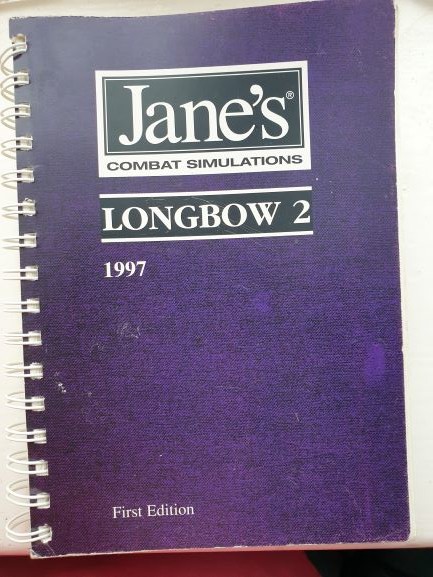 Jane's®
COMBAT SIMULATIONS
LONGBOW 2
1997
First Edition